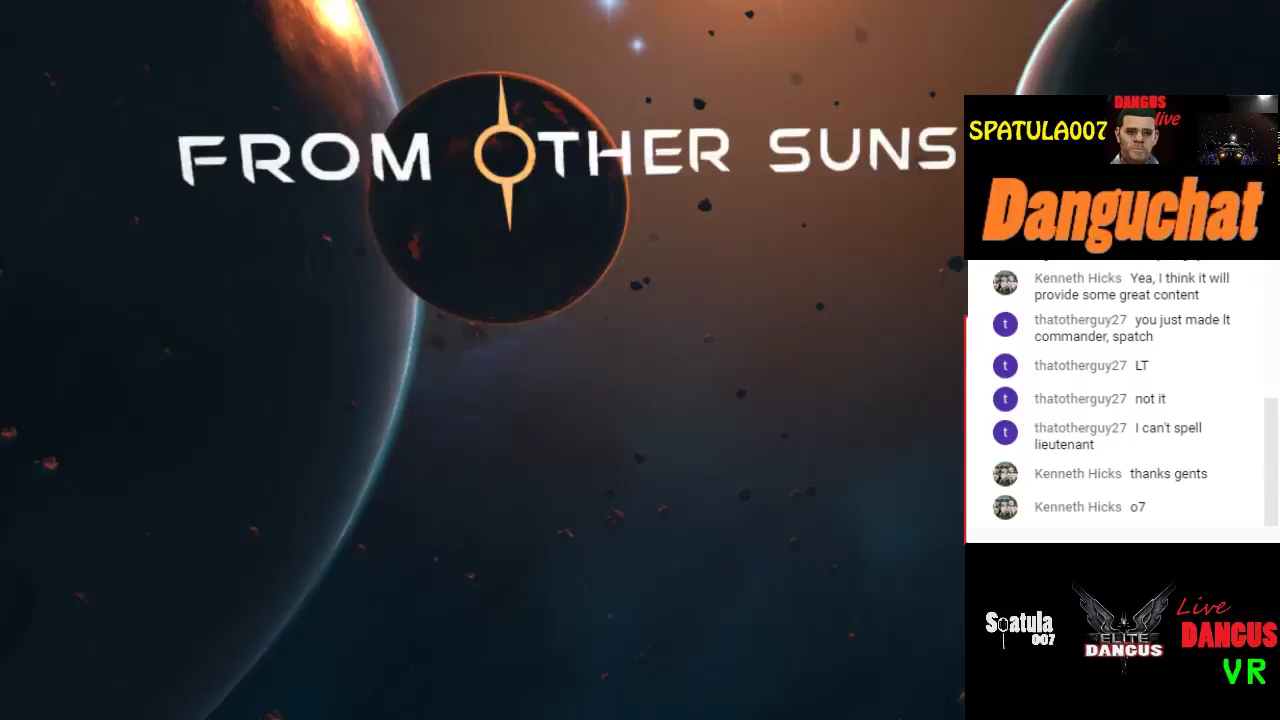 FROM OTHER SUNS
DANGUS
live
SPATULA007
Danguchat
Kenneth Hicks Yea, I think it will
provide some great content
t thatotherguy27 you just made lt
commander, spatch
t thatotherguy27 LT
t thatotherguy27 not it
t thatotherguy27 I can't spell
lieutenant
Kenneth Hicks thanks gents
Kenneth Hicks o7
Spatula
007
ELITE
DANGUS
Live
DANGUS
VR